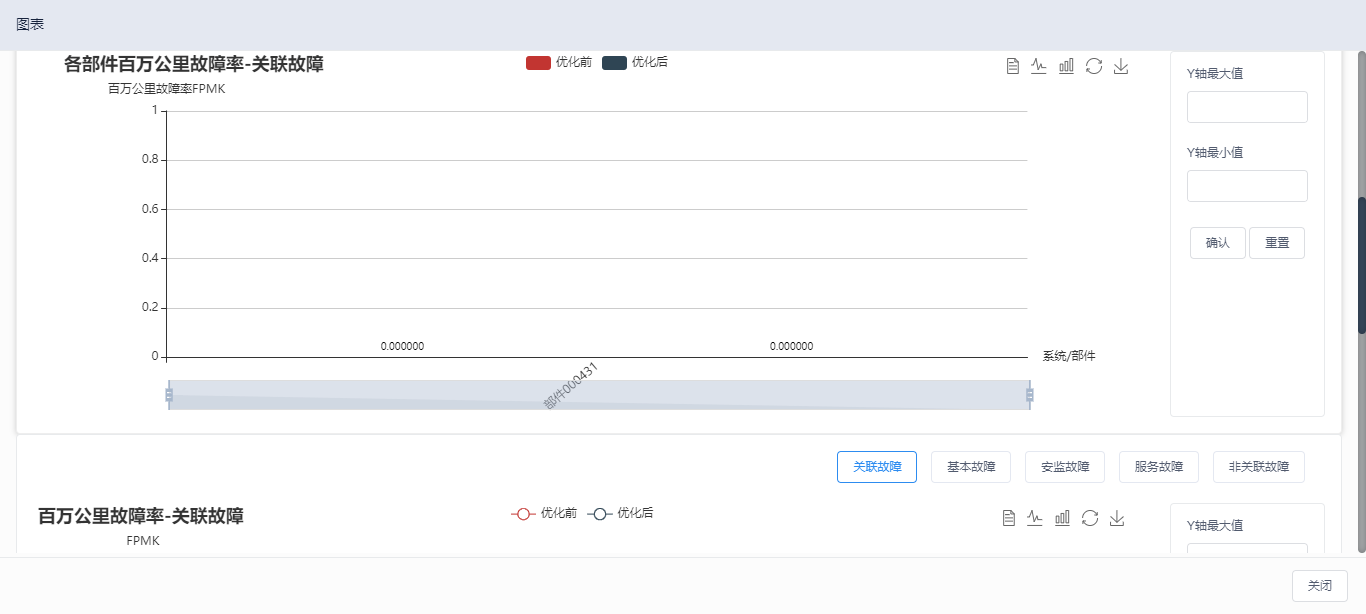 图表
各部件百万公里故障率-关联故障
优化前
优化后
百万公里故障率FPMK
1
0.8
0.6
0.4
0.2
0
0.000000
0.000000
系统/部件
部件000431
Y轴最大值
Y轴最小值
确认
重置
关联故障
基本故障
安监故障
服务故障
非关联故障
百万公里故障率-关联故障
优化前
优化后
FPMK
Y轴最大值
关闭